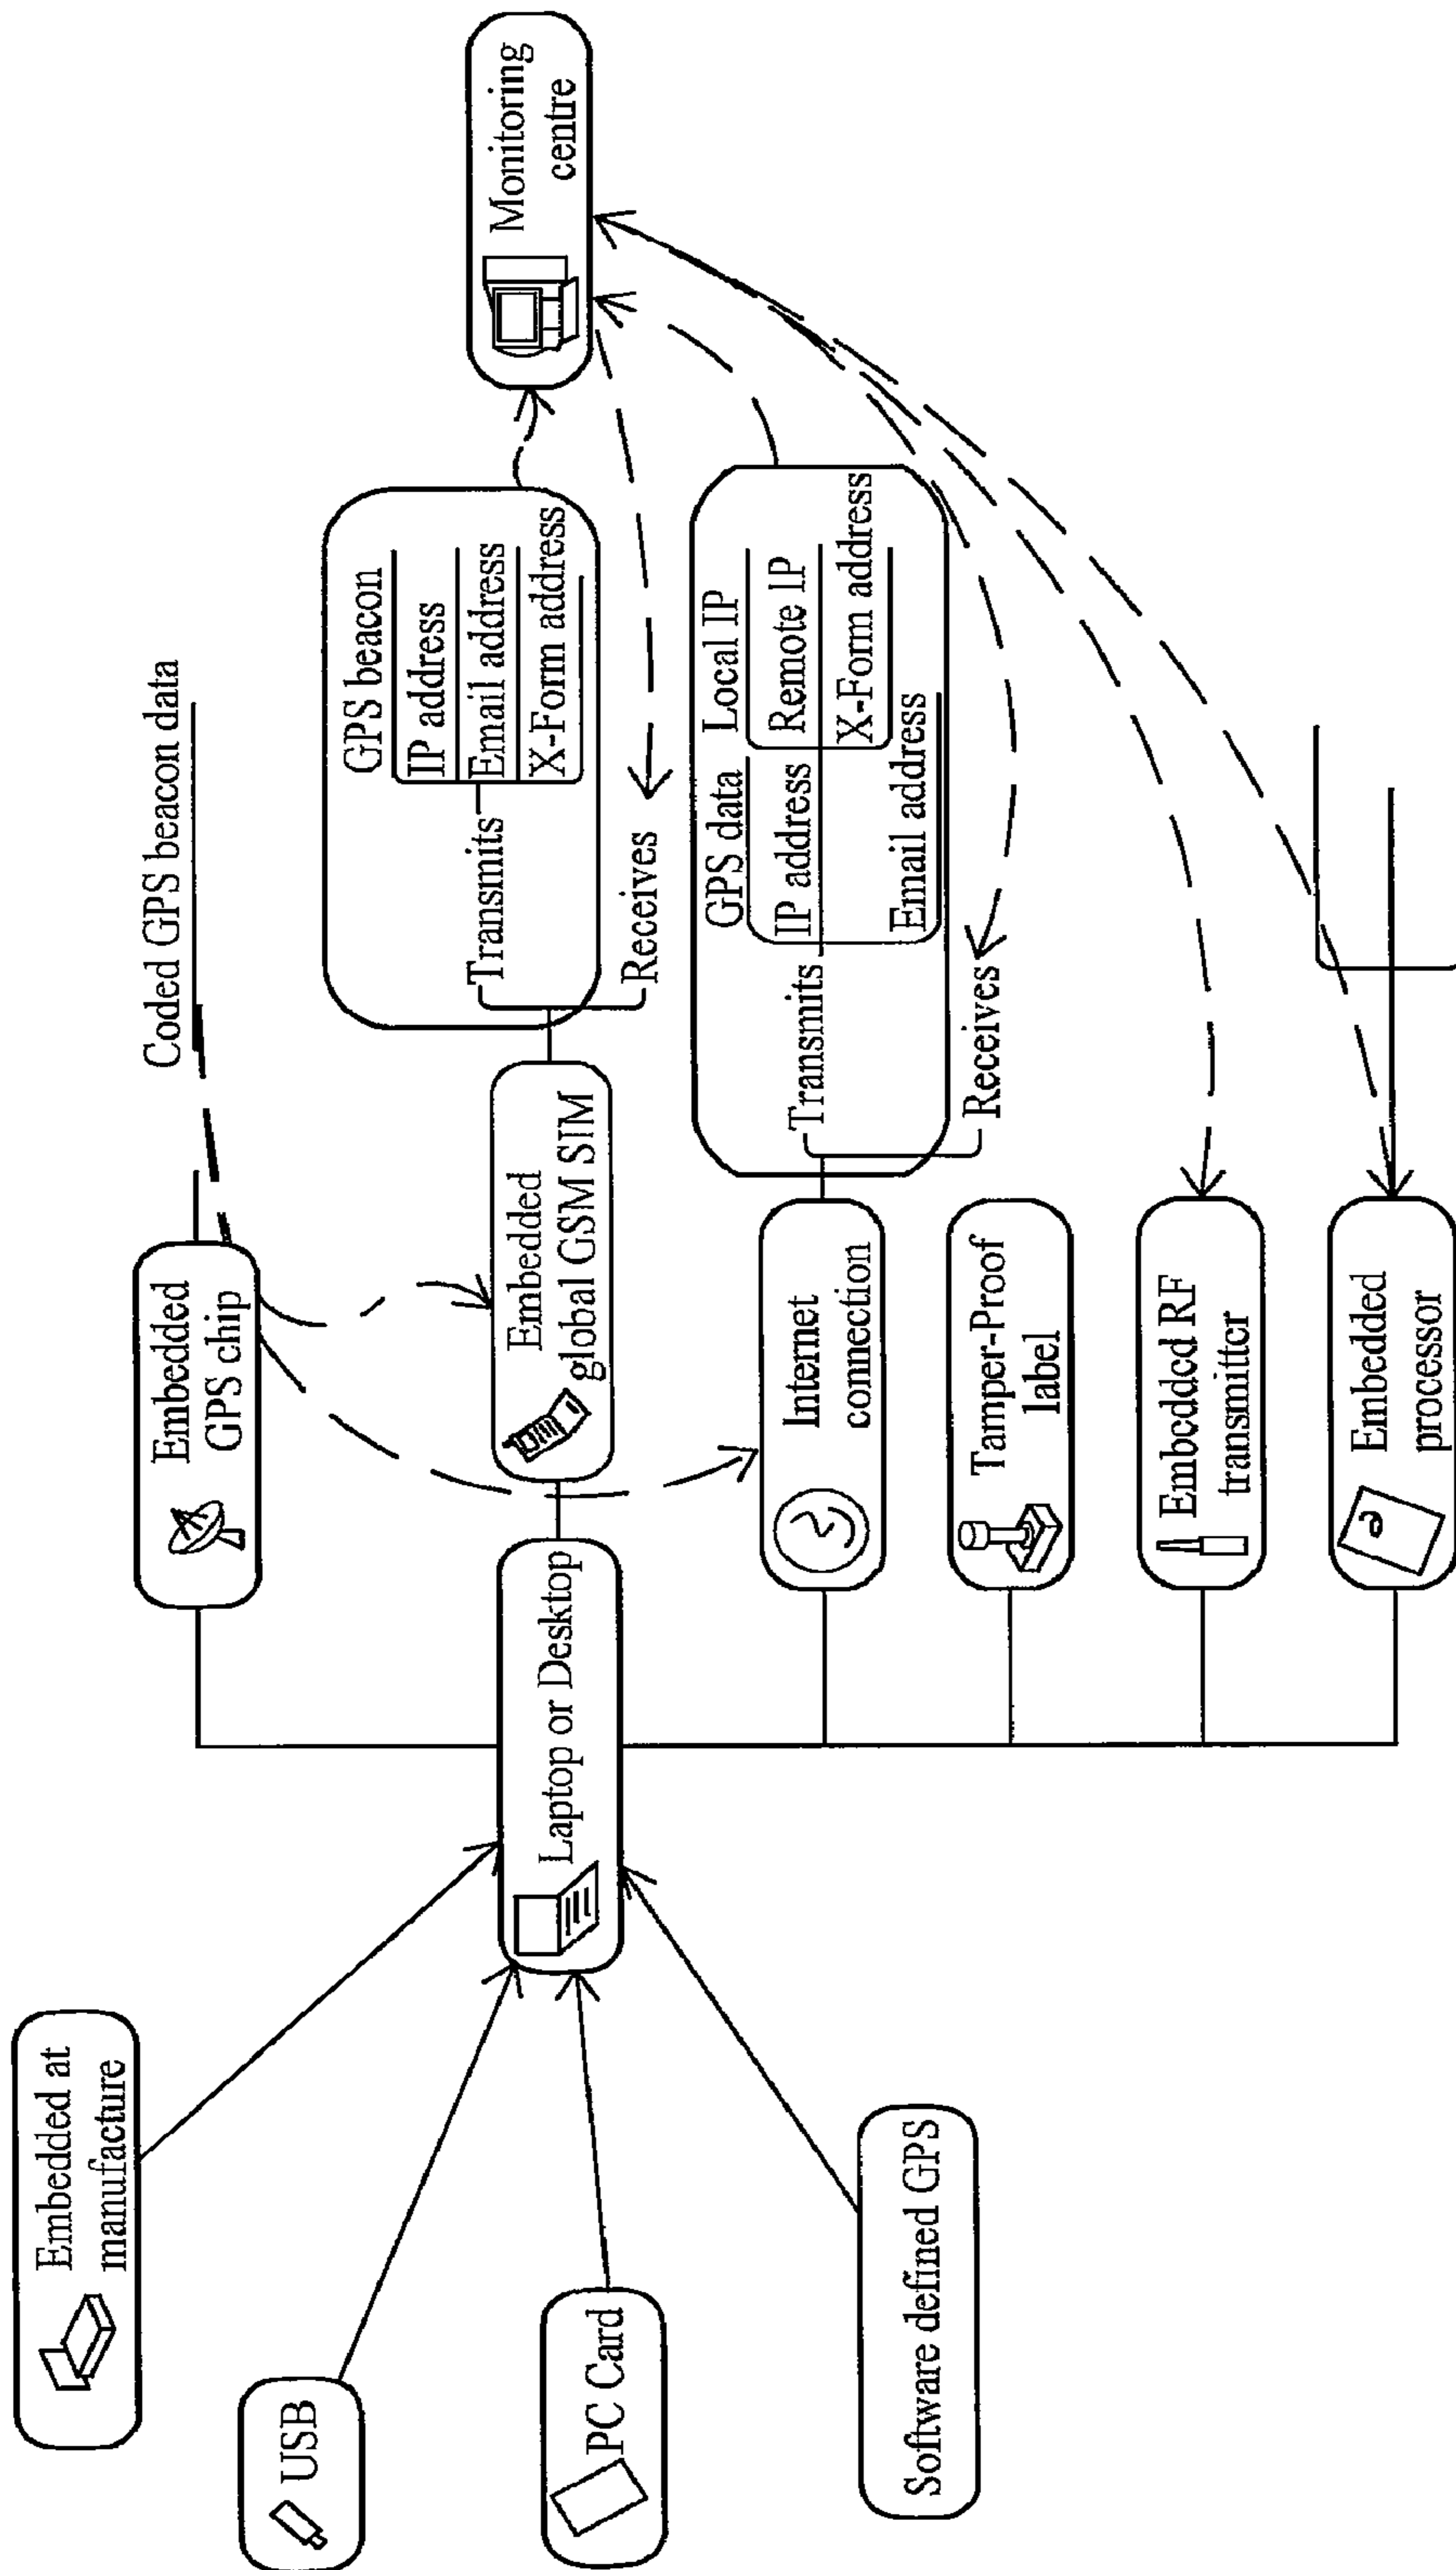 Embedded at
manufacture
USB
PC Card
Software defined GPS
Laptop or Desktop
Embedded
GPS chip
Coded GPS beacon data
Embedded
global GSM SIM
Transmits
GPS beacon
IP address
Email address
X-Form address
Receives
Internet
connection
Transmits
GPS data
IP address
Email address
Local IP
Remote IP
X-Form address
Receives
Tamper-Proof
label
Embedded RF
transmitter
Embedded
processor
Monitoring
centre